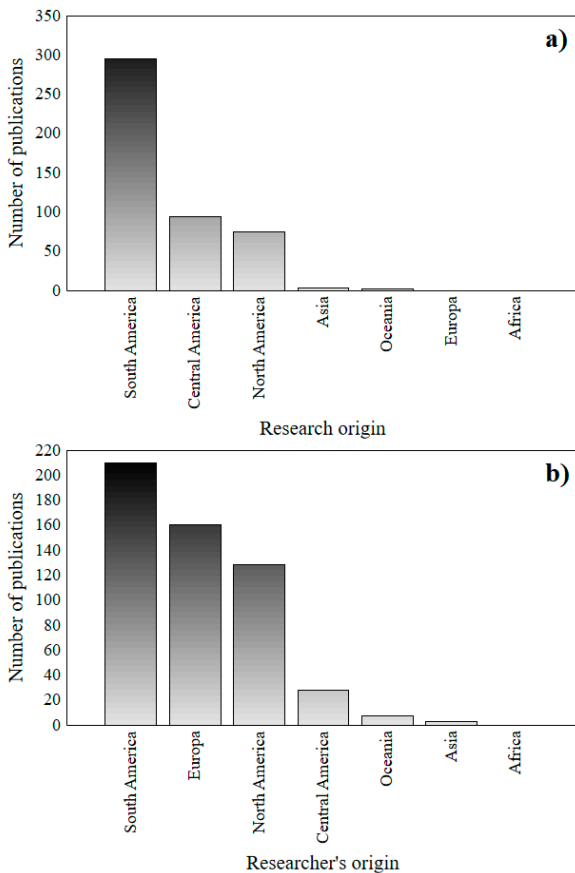 a)
Number of publications
350
300
250
200
150
100
50
0
South America
Central America
North America
Asia
Oceania
Europa
Africa
Research origin
b)
Number of publications
220
200
180
160
140
120
100
80
60
40
20
0
South America
Europa
North America
Central America
Oceania
Asia
Africa
Researcher's origin